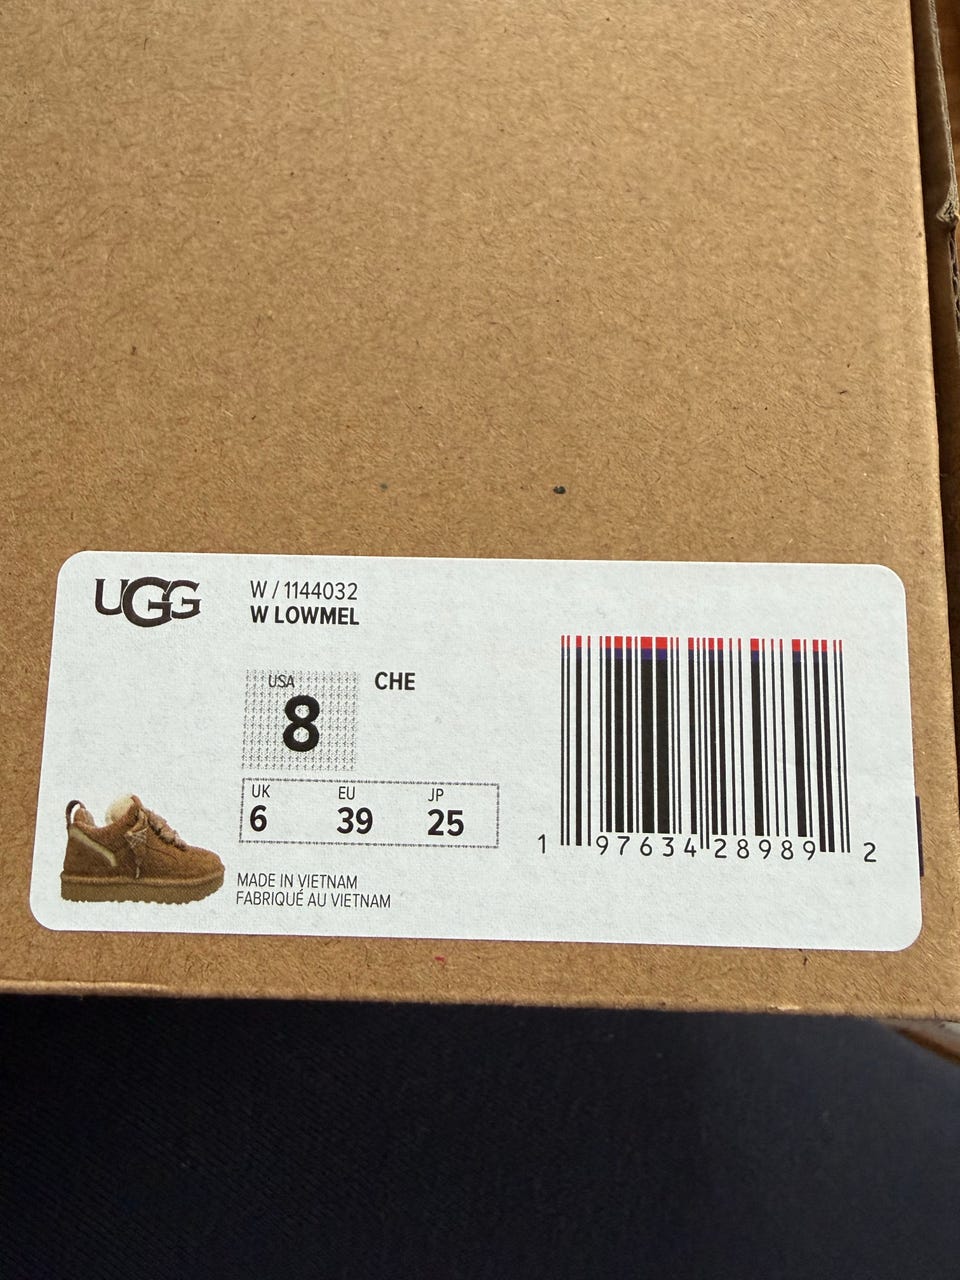 UGG
W / 1144032
W LOWMEL
USA
8
CHE
UK EU JP
6 39 25
MADE IN VIETNAM
FABRIQUÉ AU VIETNAM
1 97634 28989 2